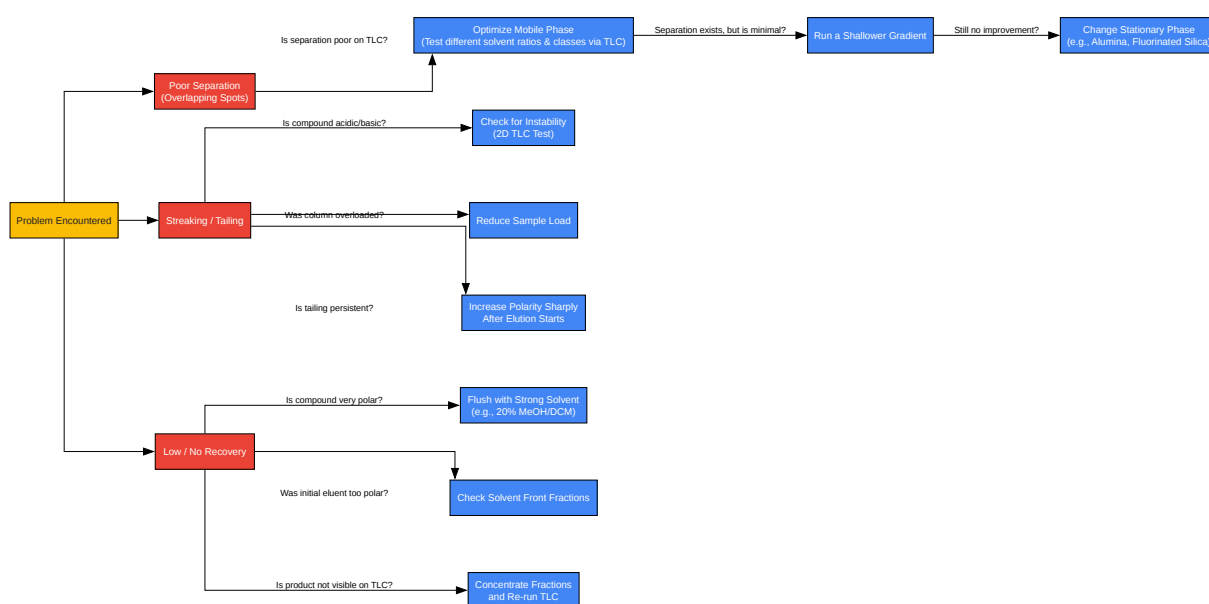 Is separation poor on TLC?
Optimize Mobile Phase
(Test different solvent ratios & classes via TLC)
Separation exists, but is minimal?
Run a Shallower Gradient
Still no improvement?
Change Stationary Phase
(e.g., Alumina, Fluorinated Silica)
Poor Separation
(Overlapping Spots)
Is compound acidic/basic?
Check for Instability
(2D TLC Test)
Problem Encountered
Streaking / Tailing
Was column overloaded?
Reduce Sample Load
Is tailing persistent?
Increase Polarity Sharply
After Elution Starts
Is compound very polar?
Flush with Strong Solvent
(e.g., 20% MeOH/DCM)
Low / No Recovery
Was initial eluent too polar?
Check Solvent Front Fractions
Is product not visible on TLC?
Concentrate Fractions
and Re-run TLC